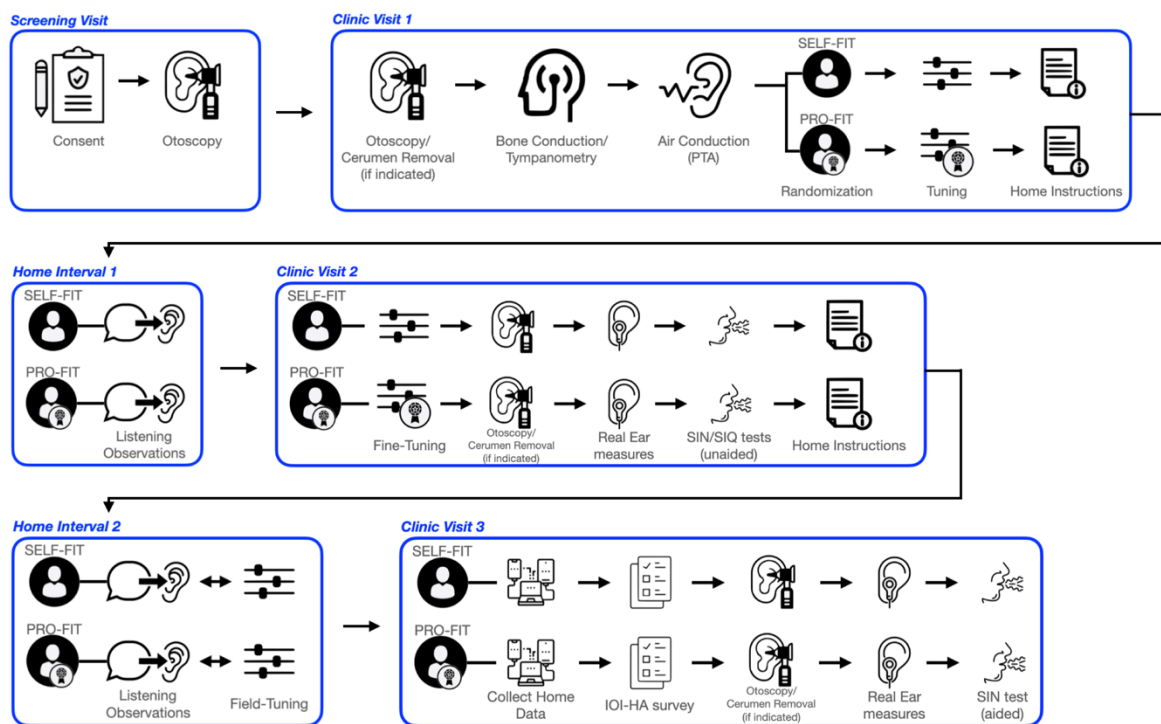 Screening Visit
Consent
Otoscopy
Clinic Visit 1
Otoscopy/
Cerumen Removal
(if indicated)
Bone Conduction/
Tympanometry
Air Conduction
(PTA)
SELF-FIT
PRO-FIT
Randomization
Tuning
Home Instructions
Home Interval 1
SELF-FIT
PRO-FIT
Listening
Observations
Clinic Visit 2
SELF-FIT
PRO-FIT
Fine-Tuning
Otoscopy/
Cerumen Removal
(if indicated)
Real Ear
measures
SIN/SIQ tests
(unaided)
Home Instructions
Home Interval 2
SELF-FIT
PRO-FIT
Listening
Observations
Field-Tuning
Clinic Visit 3
SELF-FIT
PRO-FIT
Collect Home
Data
IOI-HA survey
Otoscopy/
Cerumen Removal
(if indicated)
Real Ear
measures
SIN test
(aided)